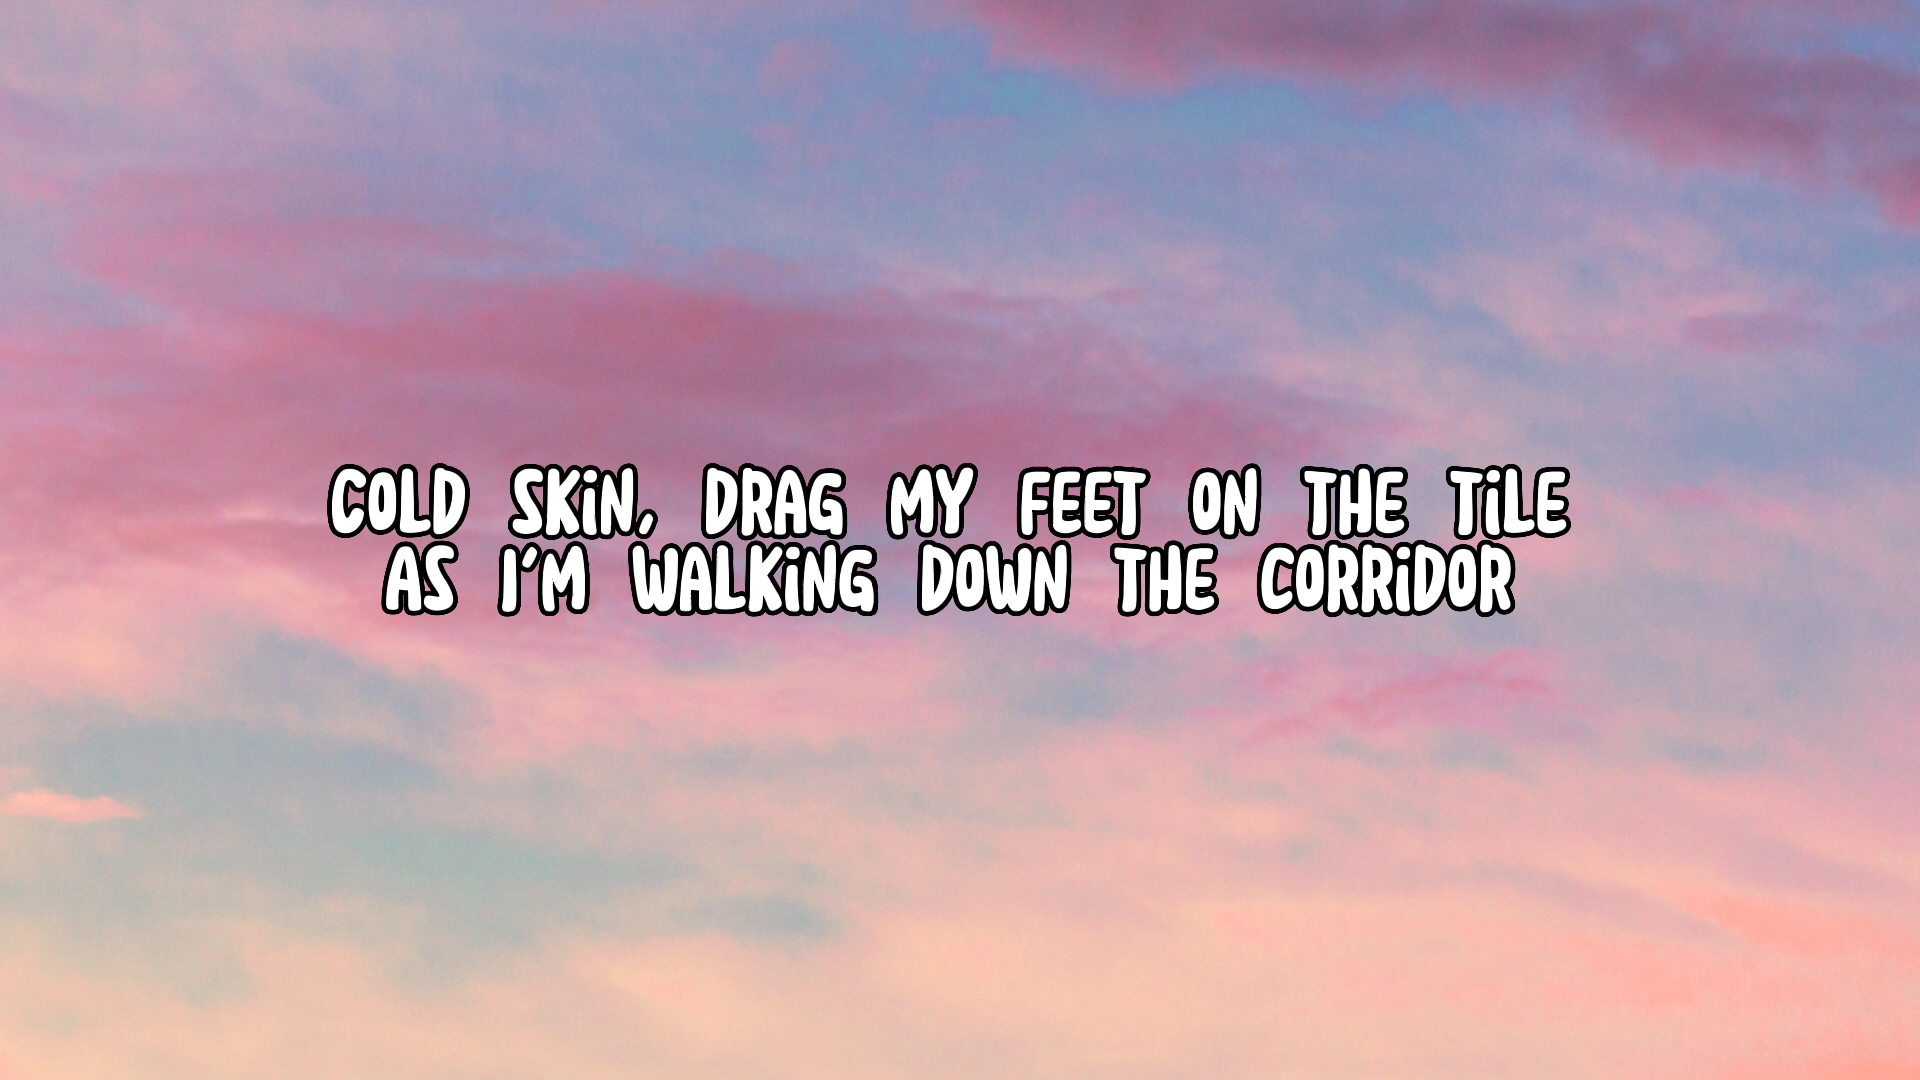 COLD SKiN, DRAG MY FEET ON THE TiLE
AS I'M WALKiNG DOWN THE CORRiDOR